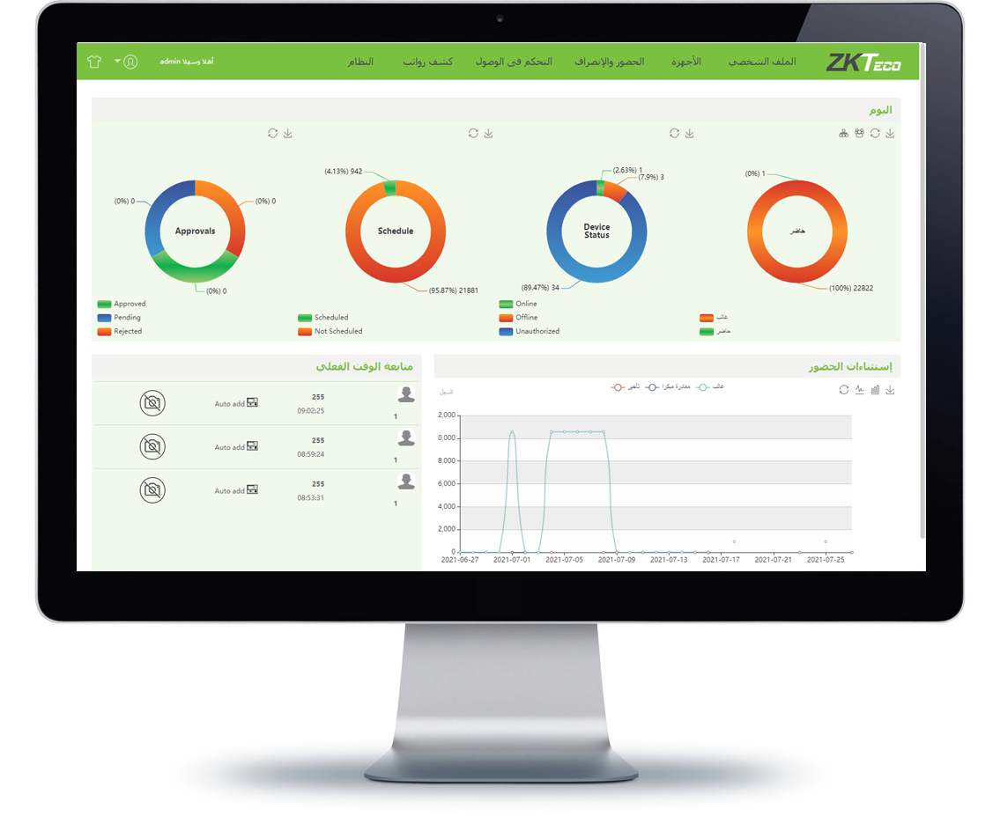 ZKTeco
الملف الشخصي
الأجهزة
الحضور والإنصراف
التحكم فى الوصول
كشف رواتب
النظام
أهلا وسهلا admin
اليوم
(0%) 1
حاضر
(100%) 22822
غائب
حاضر
(2.63%) 1
(7.9%) 3
Device
Status
(89.47%) 34
Online
Offline
Unauthorized
(4.13%) 942
Schedule
(95.87%) 21881
Scheduled
Not Scheduled
(0%) 0
(0%) 0
Approvals
(0%) 0
Approved
Pending
Rejected
إستثناءات الحضور
غائب
مغادرة مبكرا
تأخير
السجل
2,000
0,000
8,000
6,000
4,000
2,000
0
2021-06-27 2021-07-01 2021-07-05 2021-07-09 2021-07-13 2021-07-17 2021-07-21 2021-07-25
متابعة الوقت الفعلي
255
Auto add
09:02:25
1
255
Auto add
08:59:24
1
255
Auto add
08:53:31
1